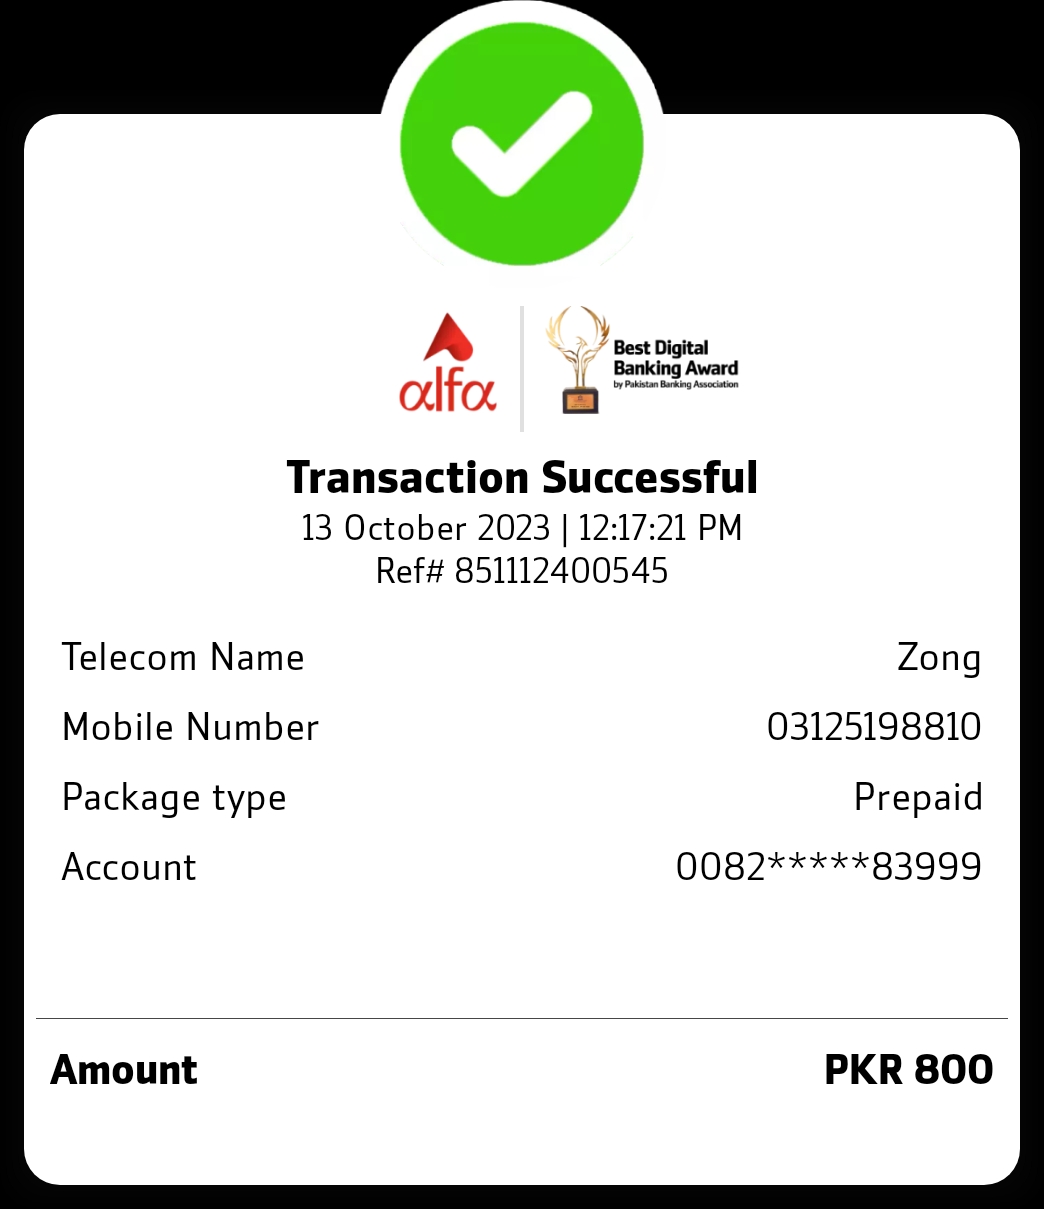 alfa
Best Digital
Banking Award
by Pakistan Banking Association
Transaction Successful
13 October 2023 | 12:17:21 PM
Ref# 851112400545
Telecom Name Zong
Mobile Number 03125198810
Package type Prepaid
Account 0082*****83999
Amount PKR 800